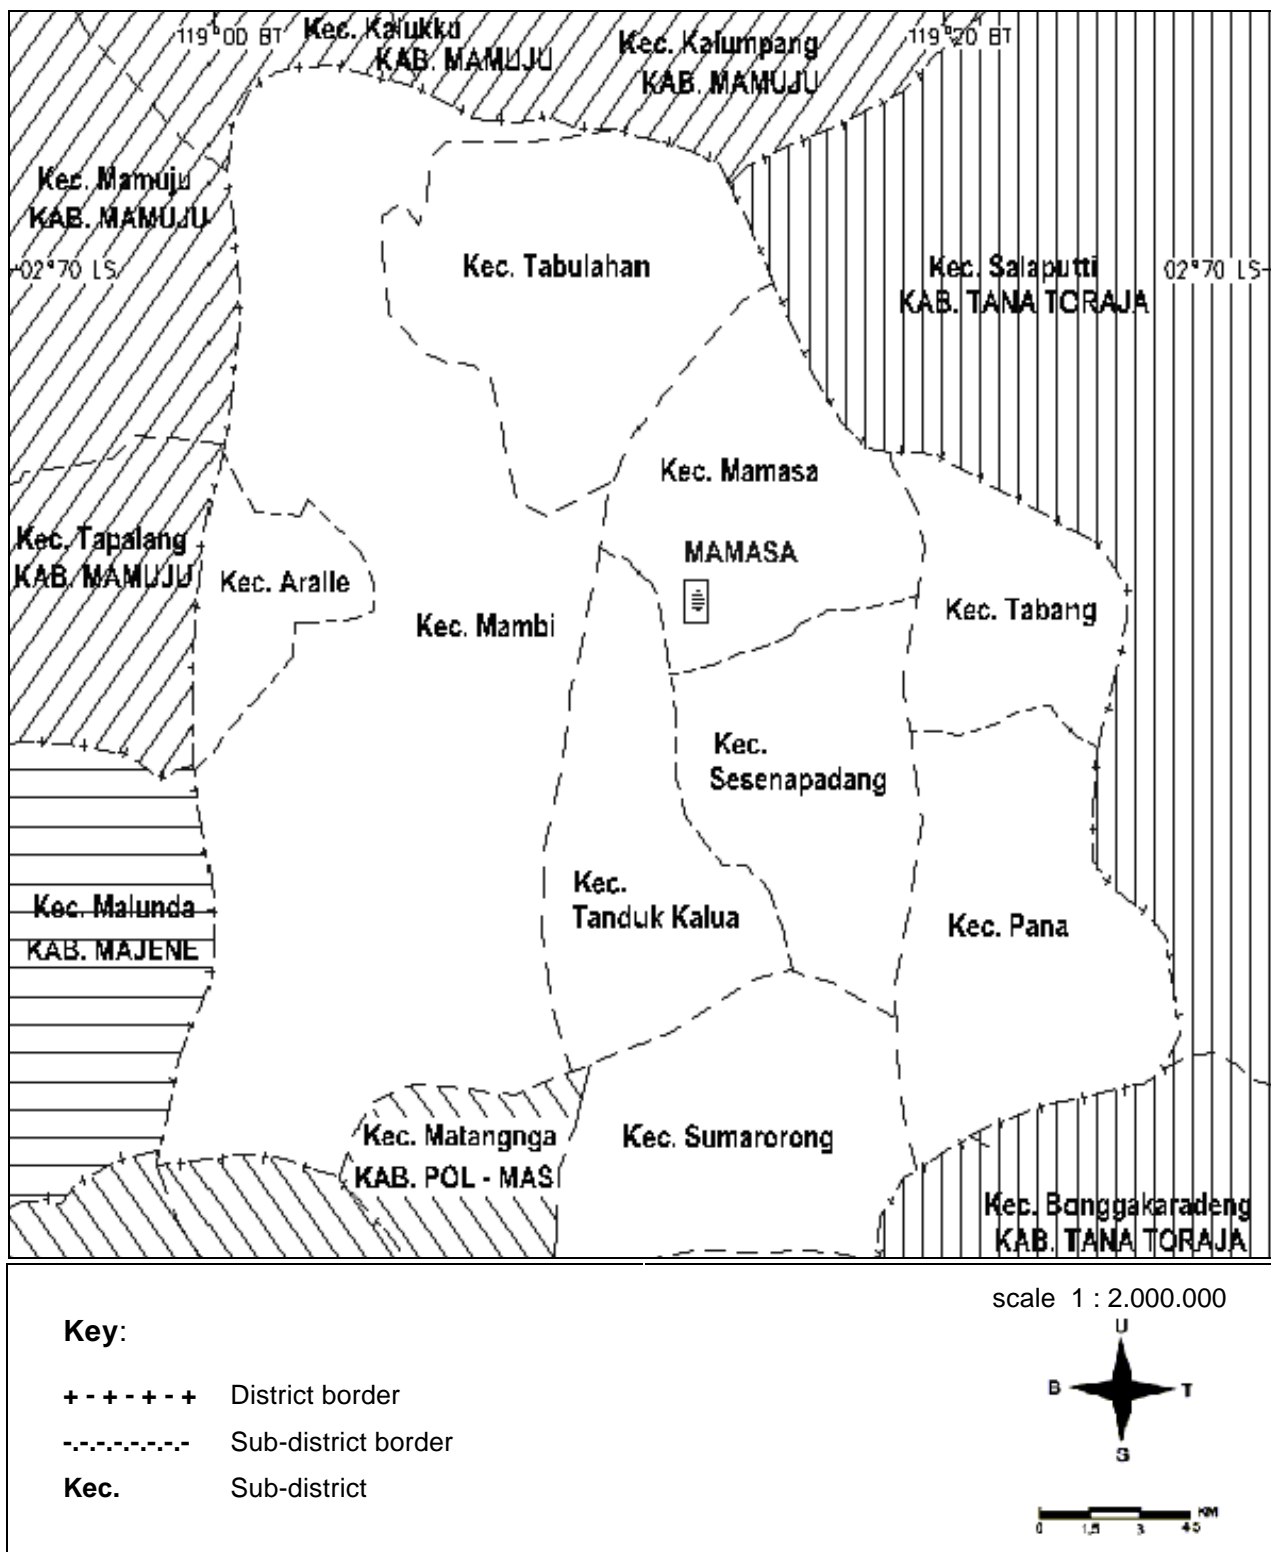 119°00 BT
Kec. Kalukku
KAB. MAMUJU
Kec. Kalumpang
KAB. MAMUJU
119°20 BT
Kec. Mamuju
KAB. MAMUJU
02°70 LS
Kec. Tabulahan
Kec. Salaputti
KAB. TANA TORAJA
02°70 LS
Kec. Mamasa
MAMASA
Kec. Tapalang
KAB. MAMUJU
Kec. Aralle
Kec. Mambi
Kec. Tabang
Kec.
Sesenapadang
Kec.
Tanduk Kalua
Kec. Pana
Kec. Malunda
KAB. MAJENE
Kec. Matangnga
KAB. POL - MAS
Kec. Sumarorong
Kec. Bonggakaradeng
KAB. TANA TORAJA
scale 1 : 2.000.000
Key:
+ - + - + - + District border
-.-.-.-.-.-.-.- Sub-district border
Kec. Sub-district
U
B T
S
KM
0 1,5 3 45